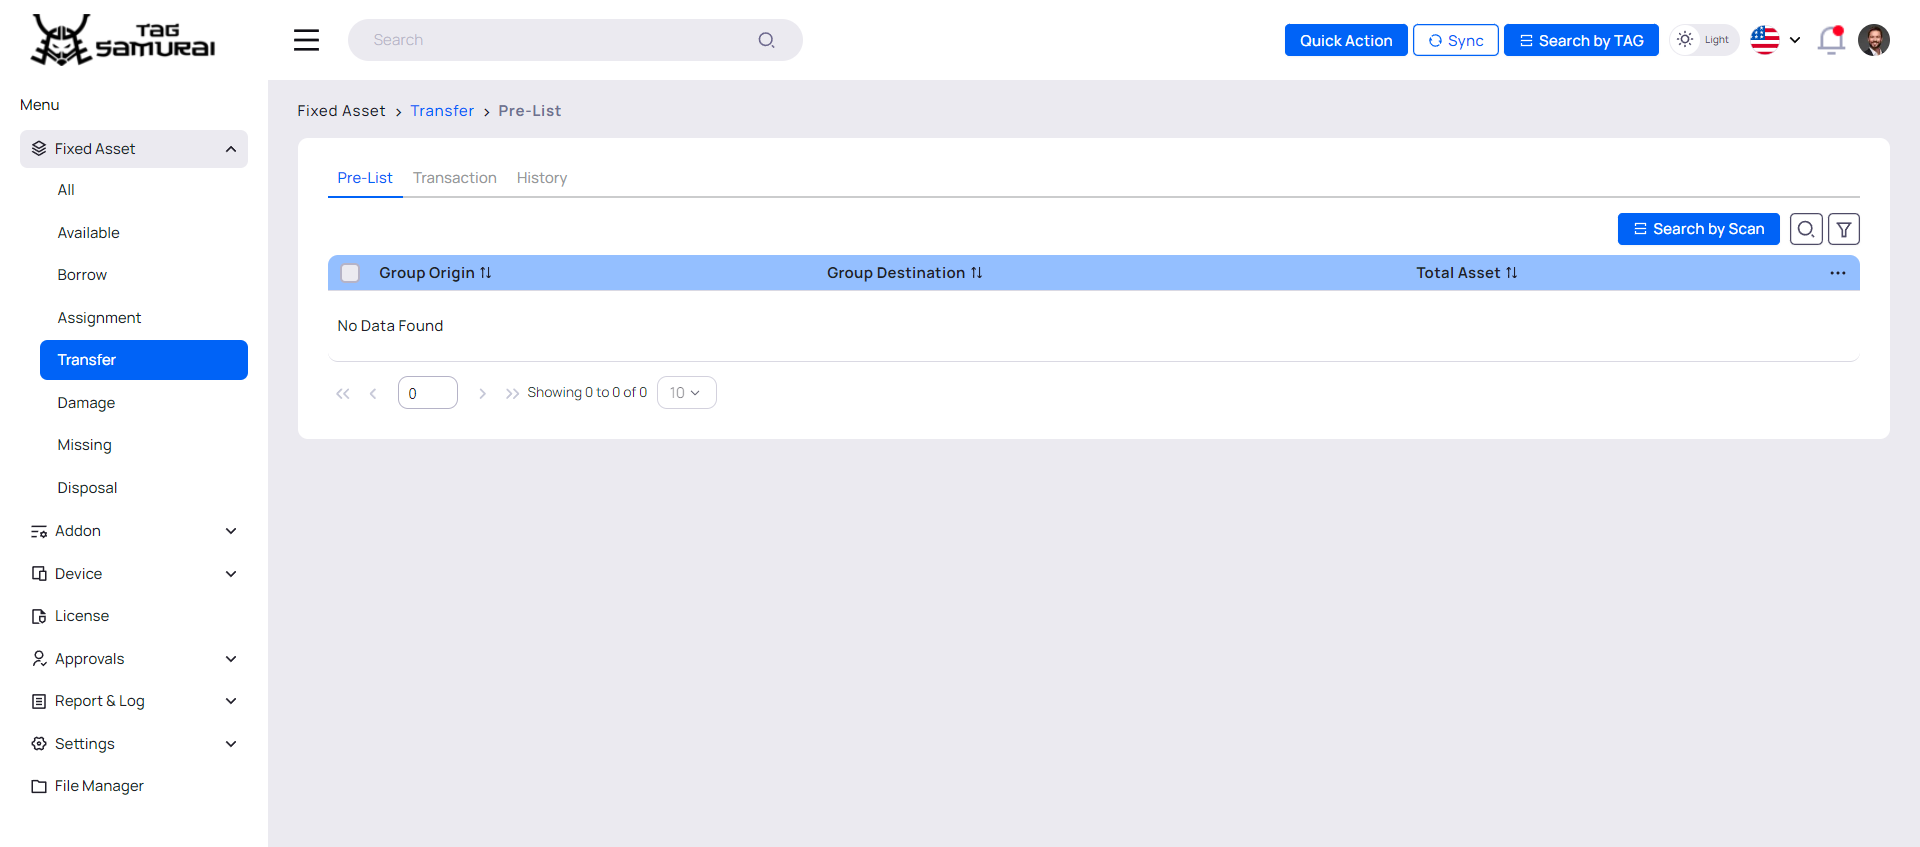 TAG
SAMURAI
Search
Quick Action
Sync
Search by TAG
Light
Menu
Fixed Asset
All
Available
Borrow
Assignment
Transfer
Damage
Missing
Disposal
Addon
Device
License
Approvals
Report & Log
Settings
File Manager
Fixed Asset > Transfer > Pre-List
Pre-List Transaction History
Search by Scan
Group Origin Group Destination Total Asset
No Data Found
0 Showing 0 to 0 of 0 10